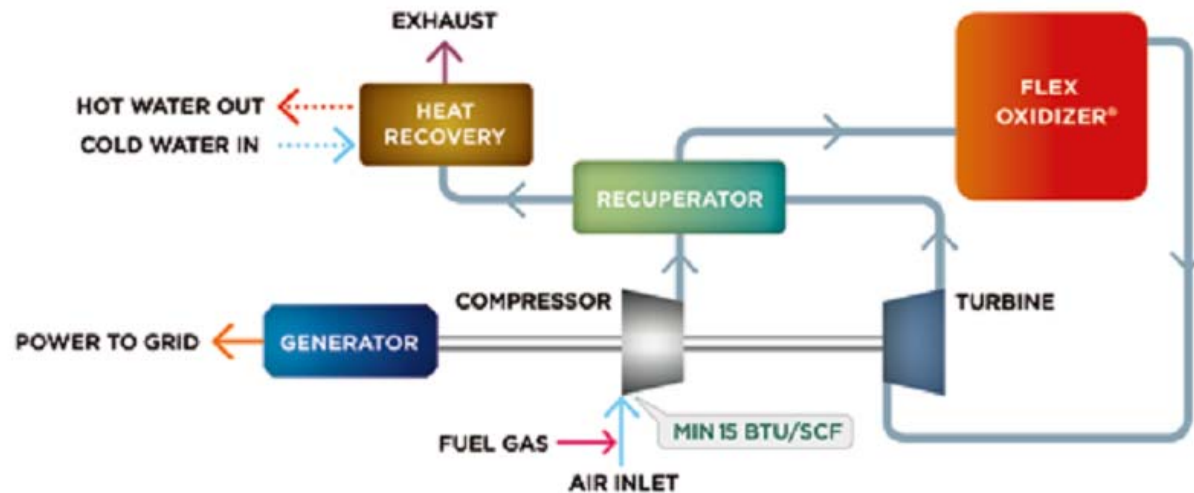 EXHAUST
HOT WATER OUT
COLD WATER IN
HEAT
RECOVERY
FLEX
OXIDIZER®
RECUPERATOR
COMPRESSOR
TURBINE
POWER TO GRID
GENERATOR
MIN 15 BTU/SCF
FUEL GAS
AIR INLET